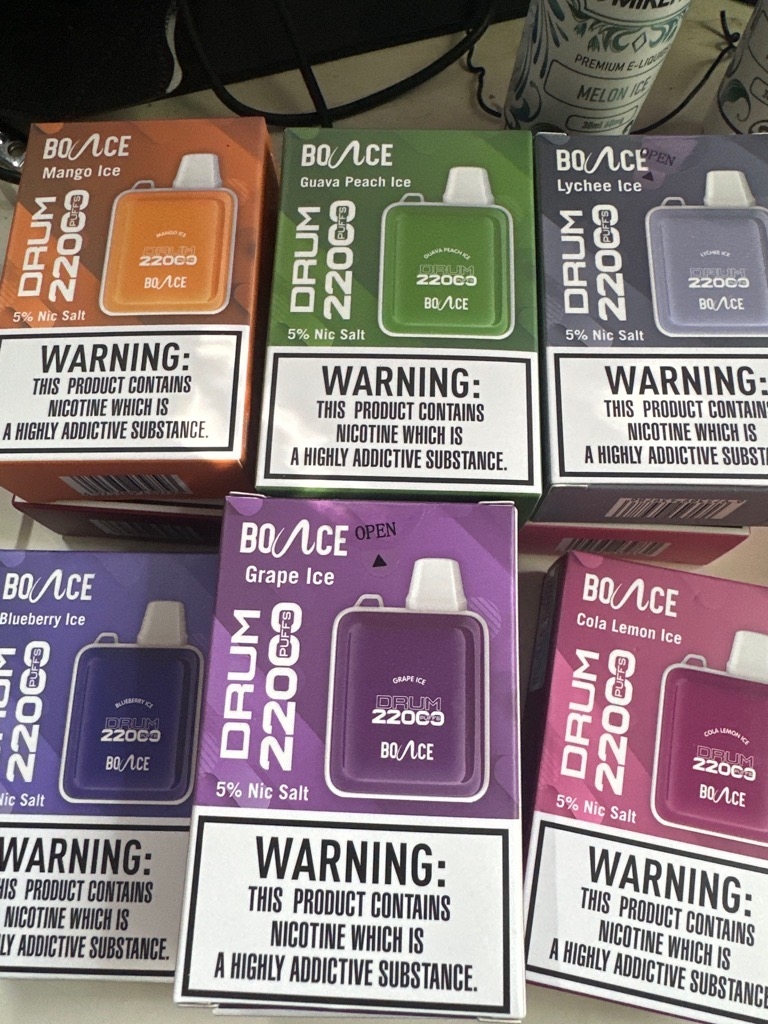 PREMIUM E-LIQUI
MELON ICE
BOUNCE
Mango Ice
DRUM
22000
PUFFS
MANGO ICE
DRUM
22000
BOUNCE
5% Nic Salt
WARNING:
THIS PRODUCT CONTAINS
NICOTINE WHICH IS
A HIGHLY ADDICTIVE SUBSTANCE.
BOUNCE
Guava Peach Ice
DRUM
22000
PUFFS
GUAVA PEACH ICE
DRUM
22000
BOUNCE
5% Nic Salt
WARNING:
THIS PRODUCT CONTAINS
NICOTINE WHICH IS
A HIGHLY ADDICTIVE SUBSTANCE.
BOUNCE
OPEN
Lychee Ice
DRUM
22000
PUFFS
LYCHEE ICE
DRUM
22000
BOUNCE
5% Nic Salt
WARNING:
THIS PRODUCT CONTAINS
NICOTINE WHICH IS
A HIGHLY ADDICTIVE SUBST
BOUNCE
Blueberry Ice
22000
PUFFS
BLUEBERRY ICE
DRUM
22000
BOUNCE
Nic Salt
WARNING:
THIS PRODUCT CONTAINS
NICOTINE WHICH IS
LY ADDICTIVE SUBSTANCE.
BOUNCE
OPEN
Grape Ice
DRUM
22000
PUFFS
GRAPE ICE
DRUM
22000
PUFFS
BOUNCE
5% Nic Salt
WARNING:
THIS PRODUCT CONTAINS
NICOTINE WHICH IS
A HIGHLY ADDICTIVE SUBSTANCE.
BOUNCE
Cola Lemon Ice
DRUM
22000
PUFFS
COLA LEMON ICE
DRUM
22000
BOUNCE
5% Nic Salt
WARNING:
THIS PRODUCT CONTAINS
NICOTINE WHICH IS
A HIGHLY ADDICTIVE SUBSTANCE